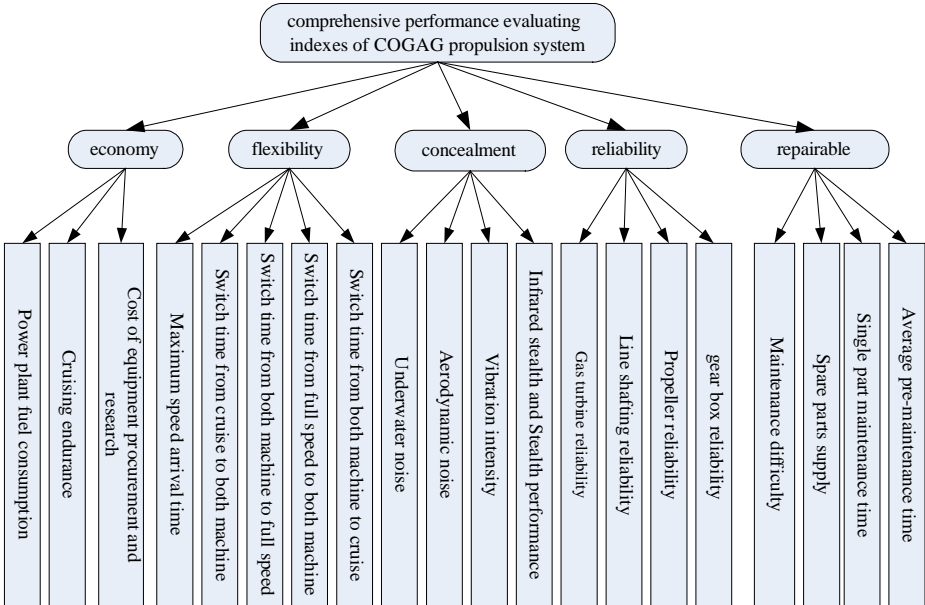 comprehensive performance evaluating
indexes of COGAG propulsion system
economy
flexibility
concealment
reliability
repairable
Power plant fuel consumption
Cruising endurance
Cost of equipment procurement and
research
Maximum speed arrival time
Switch time from cruise to both machine
Switch time from both machine to full speed
Switch time from full speed to both machine
Switch time from both machine to cruise
Underwater noise
Aerodynamic noise
Vibration intensity
Infrared stealth and Stealth performance
Gas turbine reliability
Line shafting reliability
Propeller reliability
gear box reliability
Maintenance difficulty
Spare parts supply
Single part maintenance time
Average pre-maintenance time